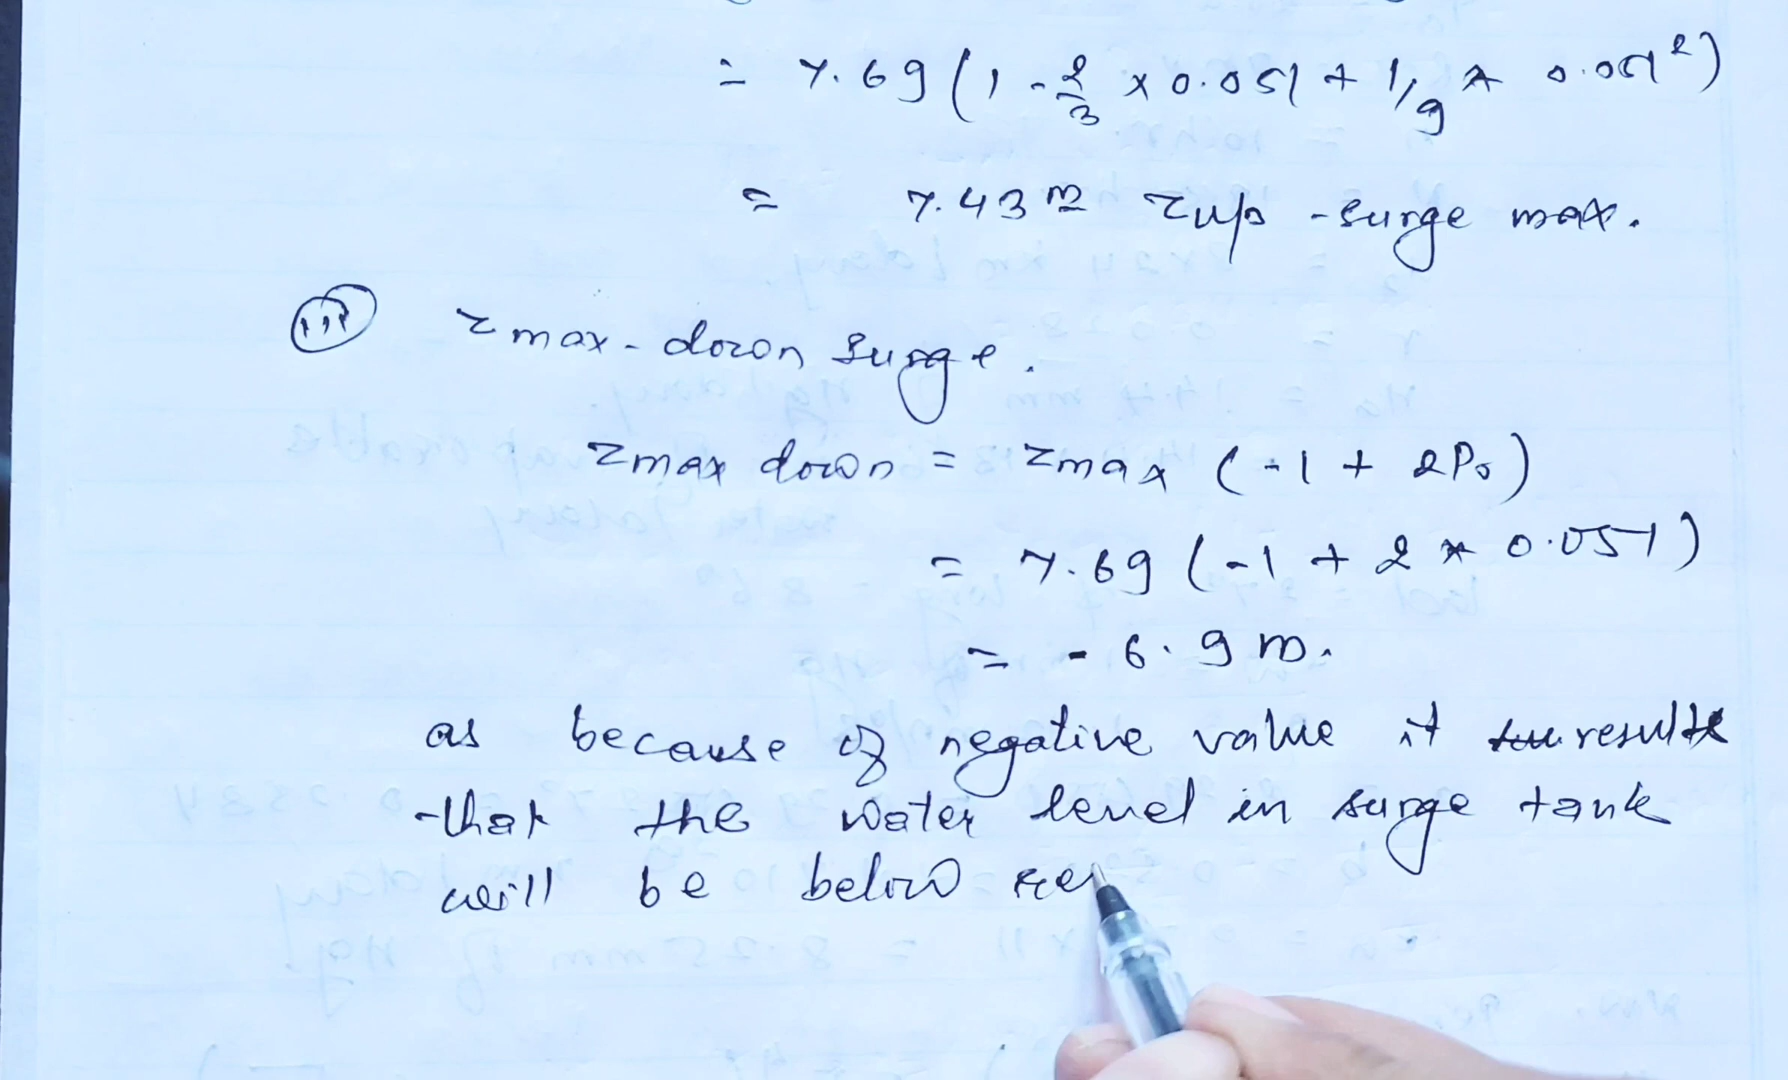 = 7.69 (1 - 2/3 × 0.051 + 1/9 * 0.051²)
= 7.43 m Zup-surge max.
(iii) Zmax-down surge.
Zmax down = Zmax (-1 + 2P₀)
= 7.69 (-1 + 2 * 0.051)
= -6.9 m.
as because of negative value it results
that the water level in surge tank
will be below